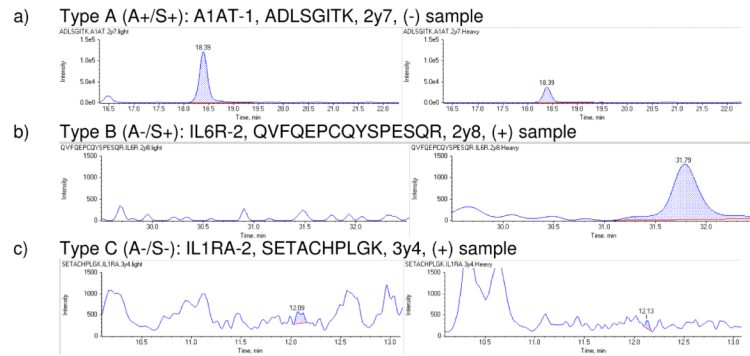 a) Type A (A+/S+): A1AT-1, ADLSGITK, 2y7, (-) sample
ADLSGITK.A1AT.2y7.light ADLSGITK.A1AT.2y7.Heavy
1.5e5 1.5e5
18.39
1.0e5 1.0e5
Intensity Intensity
5.0e4 5.0e4 18.39
0.0e0 0.0e0
16.5 17.0 17.5 18.0 18.5 19.0 19.5 20.0 20.5 21.0 21.5 22.0 16.5 17.0 17.5 18.0 18.5 19.0 19.5 20.0 20.5 21.0 21.5 22.0
Time, min Time, min
b) Type B (A-/S+): IL6R-2, QVFQEPCQYSPESQR, 2y8, (+) sample
QVFQEPCQYSPESQR.IL6R.2y8.light QVFQEPCQYSPESQR.IL6R.2y8.Heavy
1500 1500 31.79
1000 1000
Intensity Intensity
500 500
0 0
30.0 30.5 31.0 31.5 32.0 30.0 30.5 31.0 31.5 32.0
Time, min Time, min
c) Type C (A-/S-): IL1RA-2, SETACHPLGK, 3y4, (+) sample
SETACHPLGK.IL1RA.3y4.light SETACHPLGK.IL1RA.3y4.Heavy
1500 1500
1000 1000
Intensity Intensity
12.09 12.13
500 500
0 0
10.5 11.0 11.5 12.0 12.5 13.0 10.5 11.0 11.5 12.0 12.5 13.0
Time, min Time, min